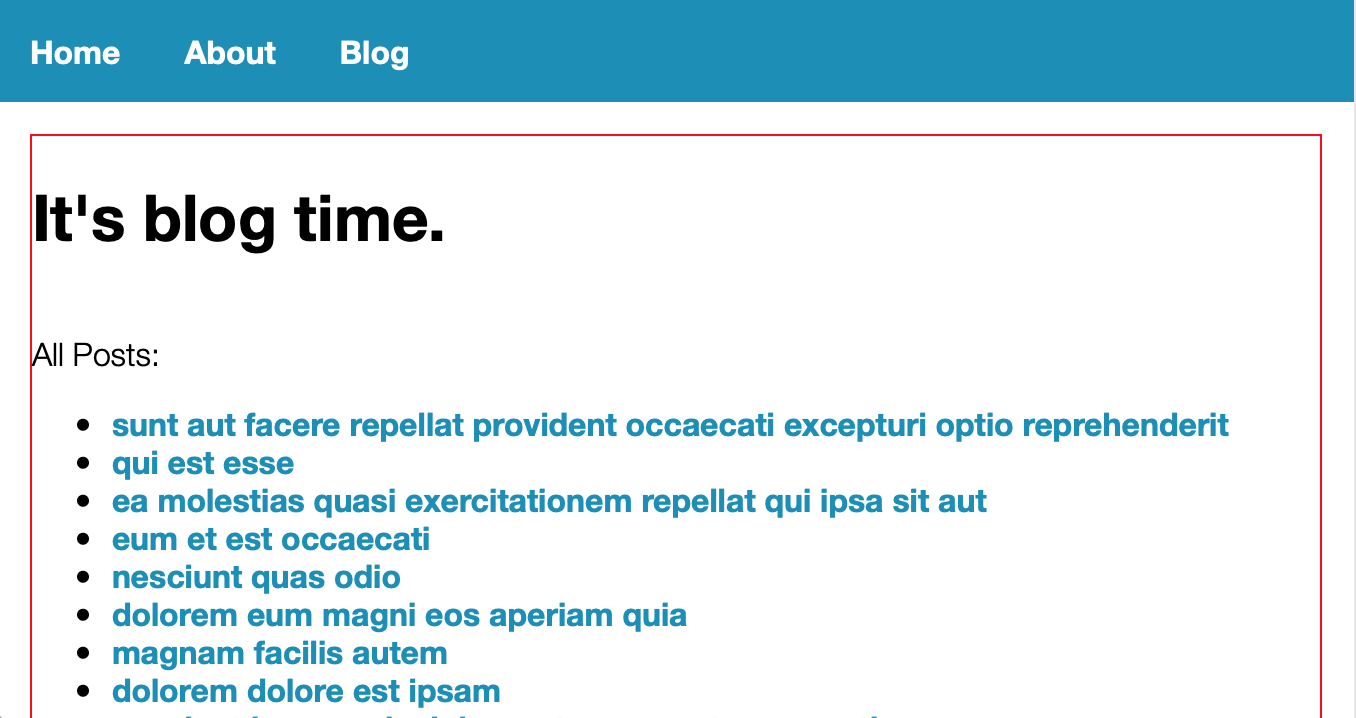 Home About Blog
It's blog time.
All Posts:
sunt aut facere repellat provident occaecati excepturi optio reprehenderit
qui est esse
ea molestias quasi exercitationem repellat qui ipsa sit aut
eum et est occaecati
nesciunt quas odio
dolorem eum magni eos aperiam quia
magnam facilis autem
dolorem dolore est ipsam